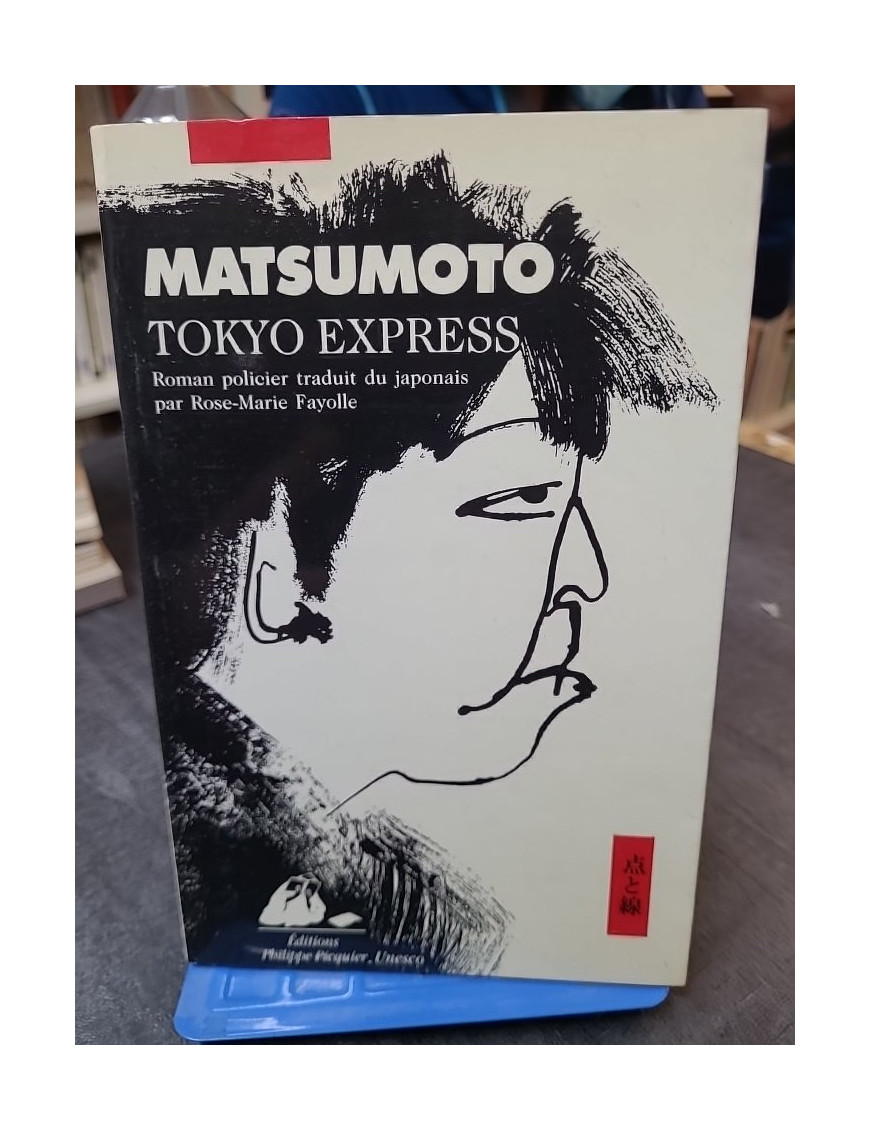 MATSUMOTO
TOKYO EXPRESS
Roman policier traduit du japonais
par Rose-Marie Fayolle
点と線
Éditions
Philippe Picquier, Unesco